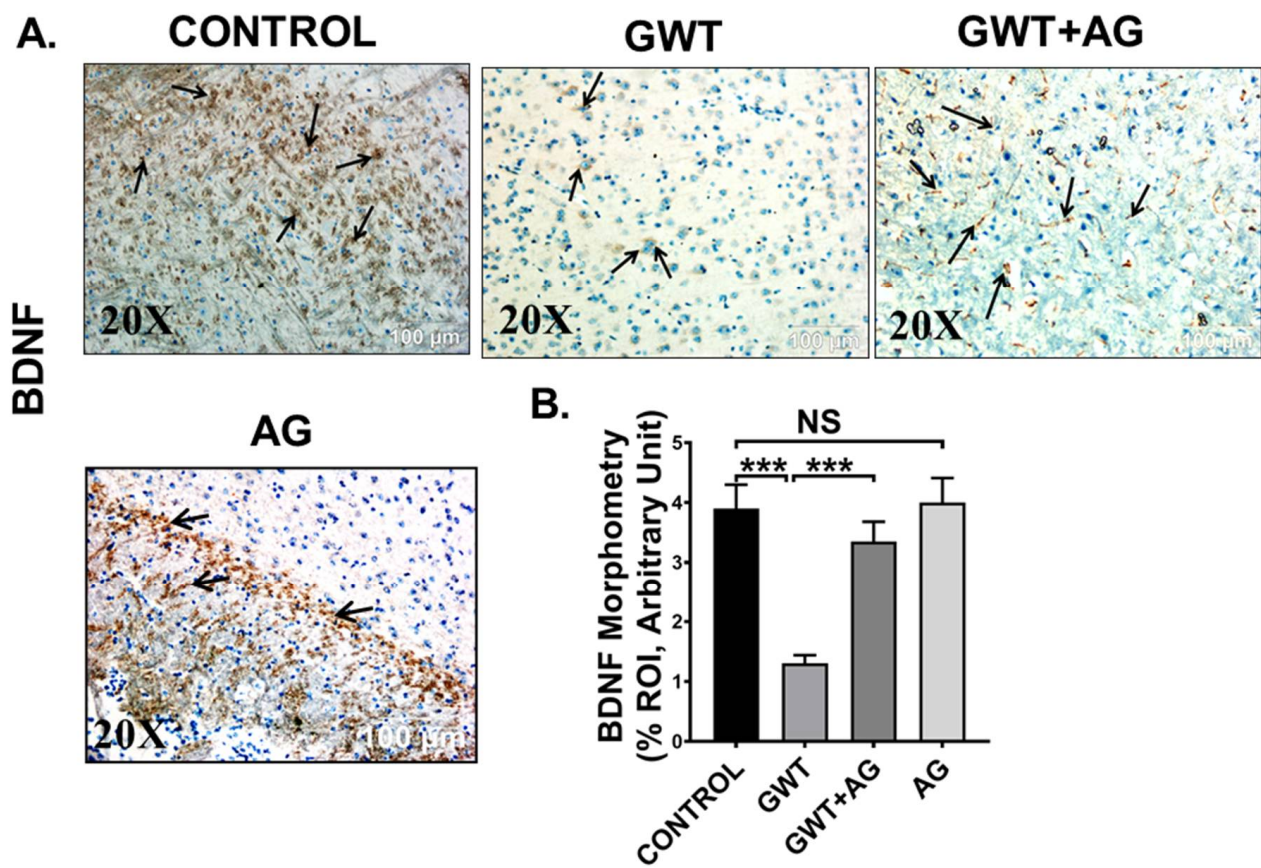 A.
CONTROL
GWT
GWT+AG
BDNF
20X
100 µm
20X
100 µm
20X
100 µm
AG
20X
100 µm
B.
BDNF Morphometry
(% ROI, Arbitrary Unit)
NS
*** ***
5
4
3
2
1
0
CONTROL
GWT
GWT+AG
AG